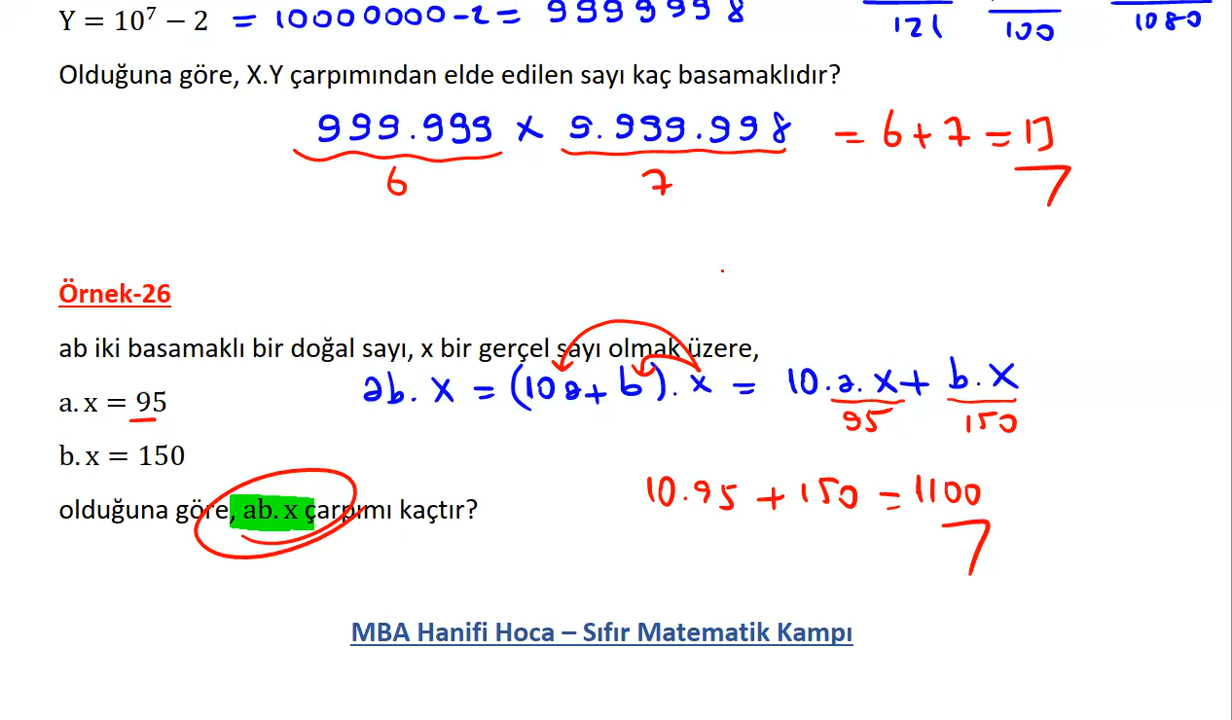 Y = 10⁷ − 2 = 10000000-2 = 9999998
121 100 1080
Olduğuna göre, X.Y çarpımından elde edilen sayı kaç basamaklıdır?
999.999 x 9.999.998 = 6+7 = 13
6 7
Örnek-26
ab iki basamaklı bir doğal sayı, x bir gerçel sayı olmak üzere,
ab. x = (10a+ b). x = 10.a.x+ b.x
a. x = 95
95 150
b. x = 150
10.95 + 150 = 1100
olduğuna göre, ab. x çarpımı kaçtır?
MBA Hanifi Hoca – Sıfır Matematik Kampı